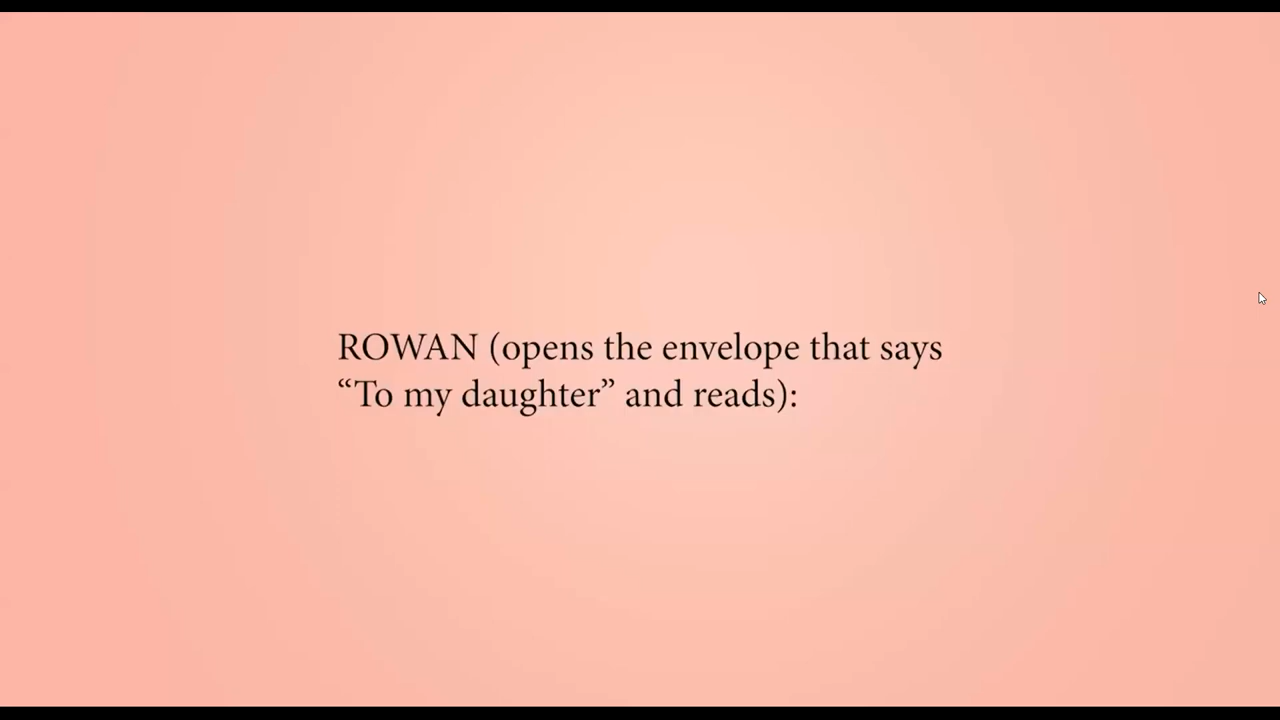 ROWAN (opens the envelope that says
“To my daughter” and reads):